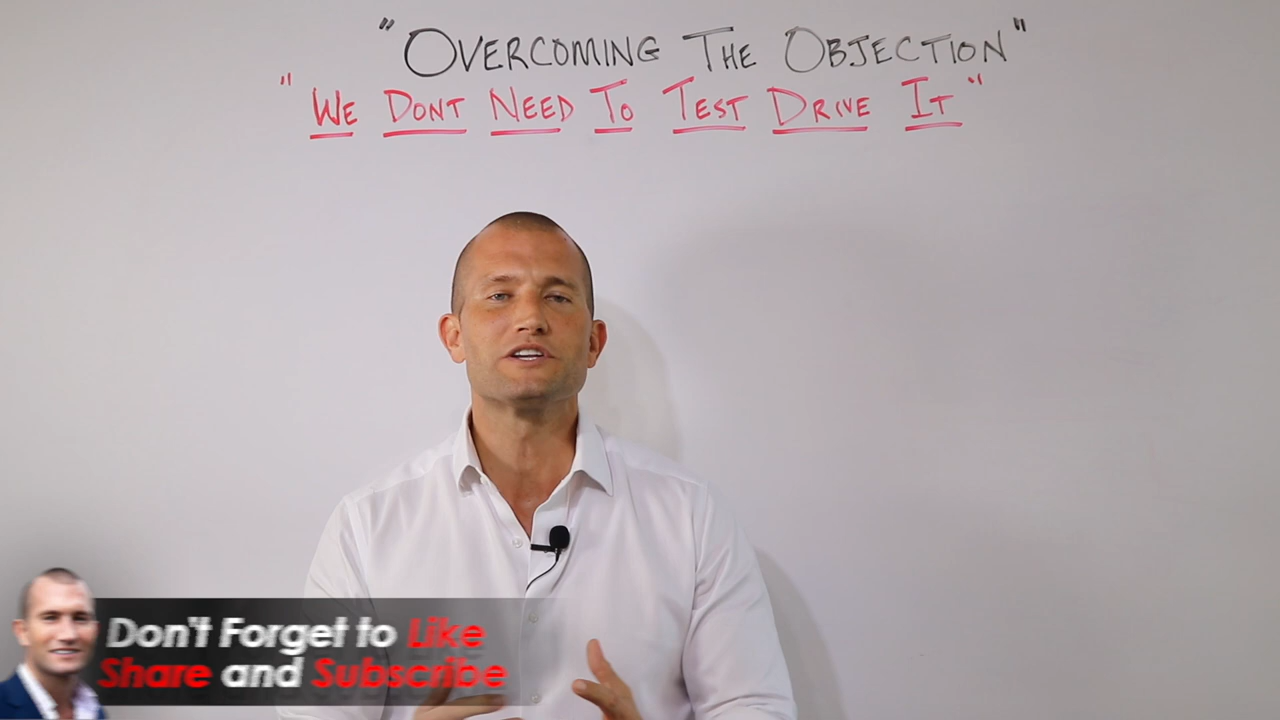 "OVERCOMING THE OBJECTION"
"WE DONT NEED TO TEST DRIVE IT"
Don't Forget to Like
Share and Subscribe